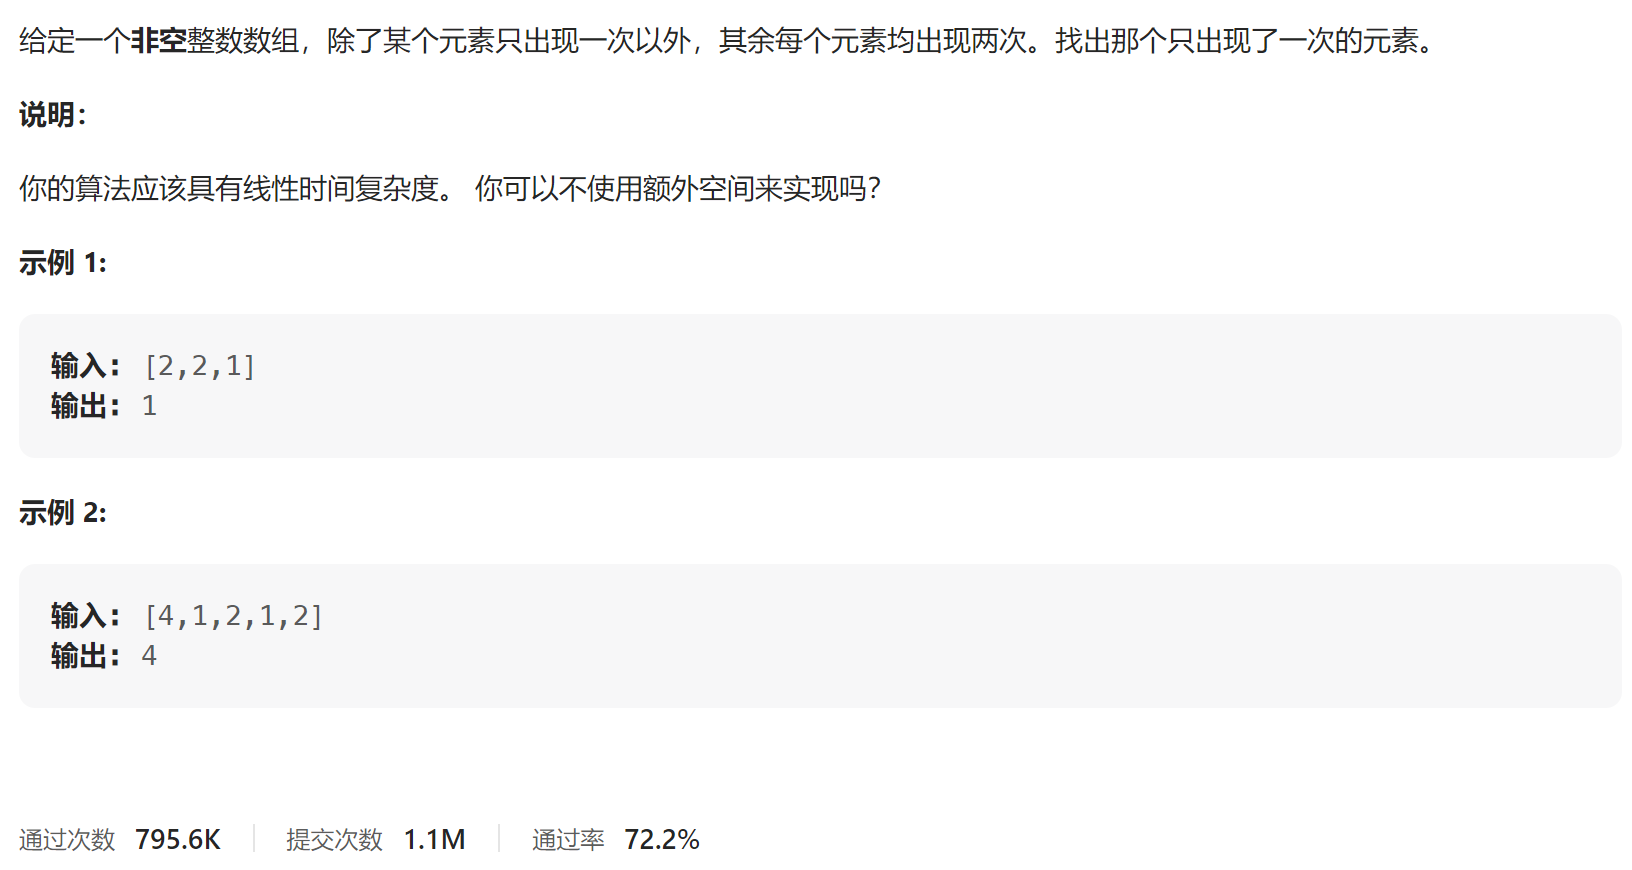 给定一个非空整数数组，除了某个元素只出现一次以外，其余每个元素均出现两次。找出那个只出现了一次的元素。
说明：
你的算法应该具有线性时间复杂度。 你可以不使用额外空间来实现吗？
示例 1:
输入： [2,2,1]
输出： 1
示例 2:
输入： [4,1,2,1,2]
输出： 4
通过次数 795.6K 提交次数 1.1M 通过率 72.2%